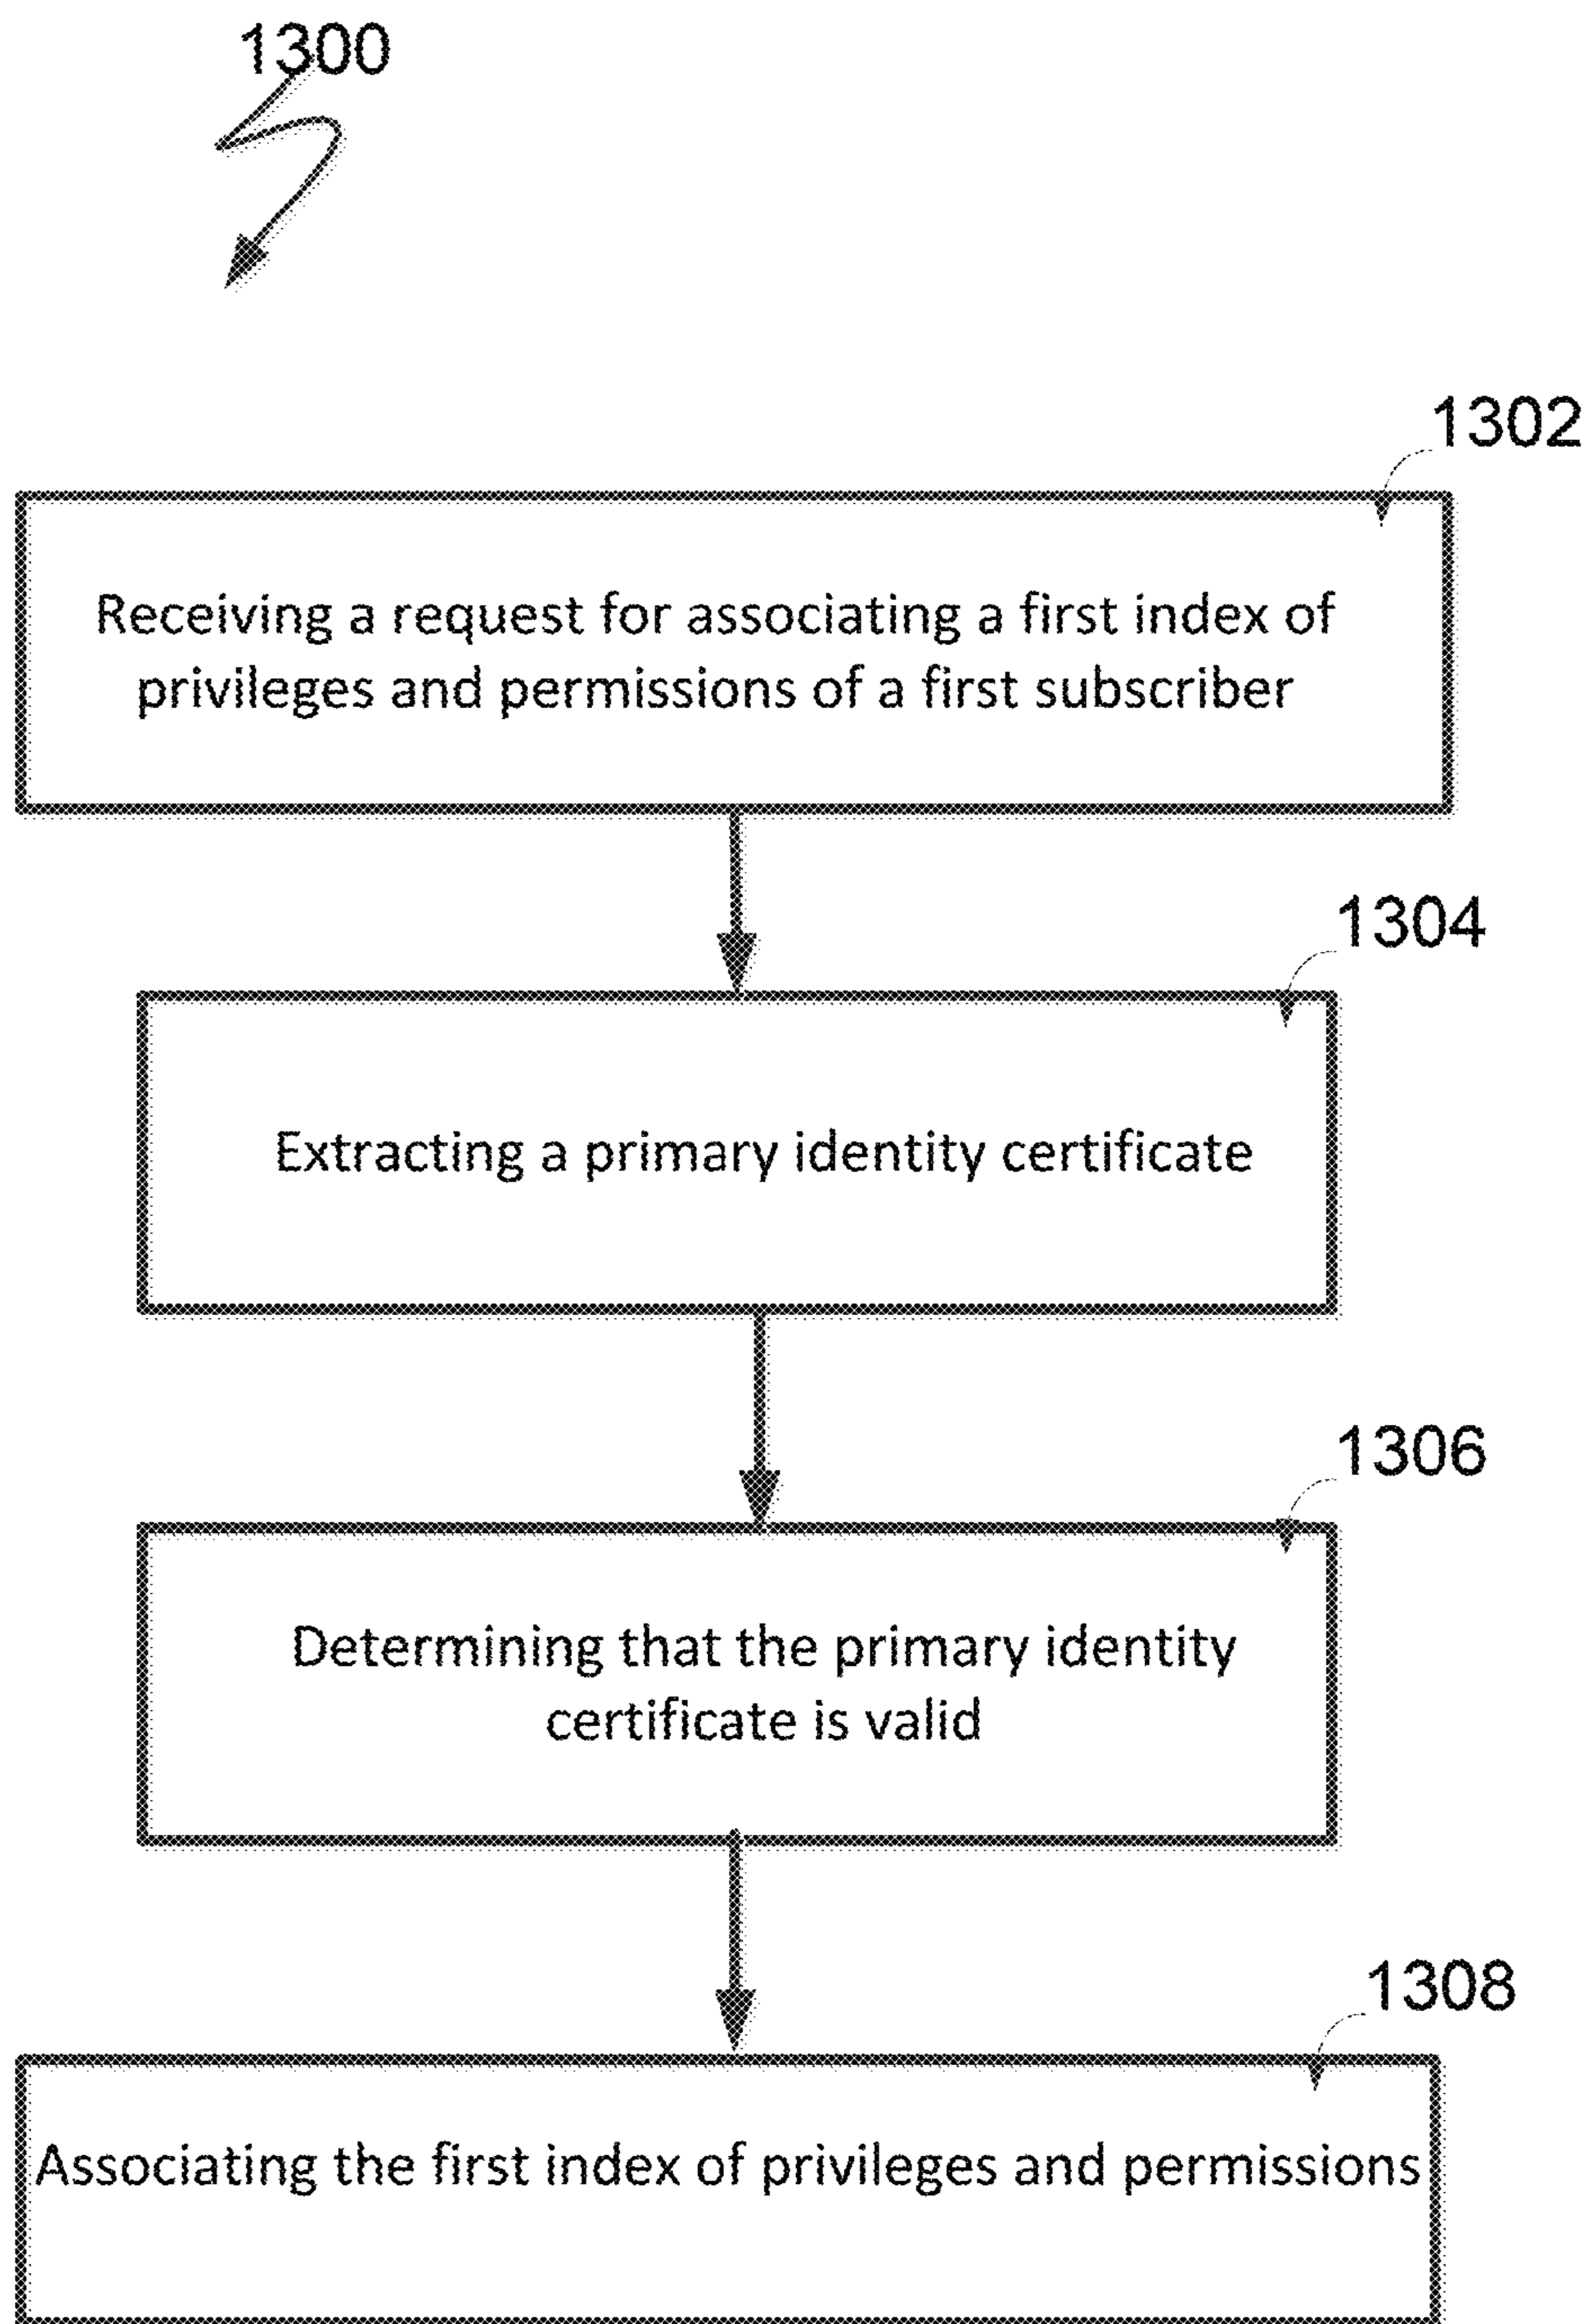 1300
1302
Receiving a request for associating a first index of
privileges and permissions of a first subscriber
1304
Extracting a primary identity certificate
1306
Determining that the primary identity
certificate is valid
1308
Associating the first index of privileges and permissions